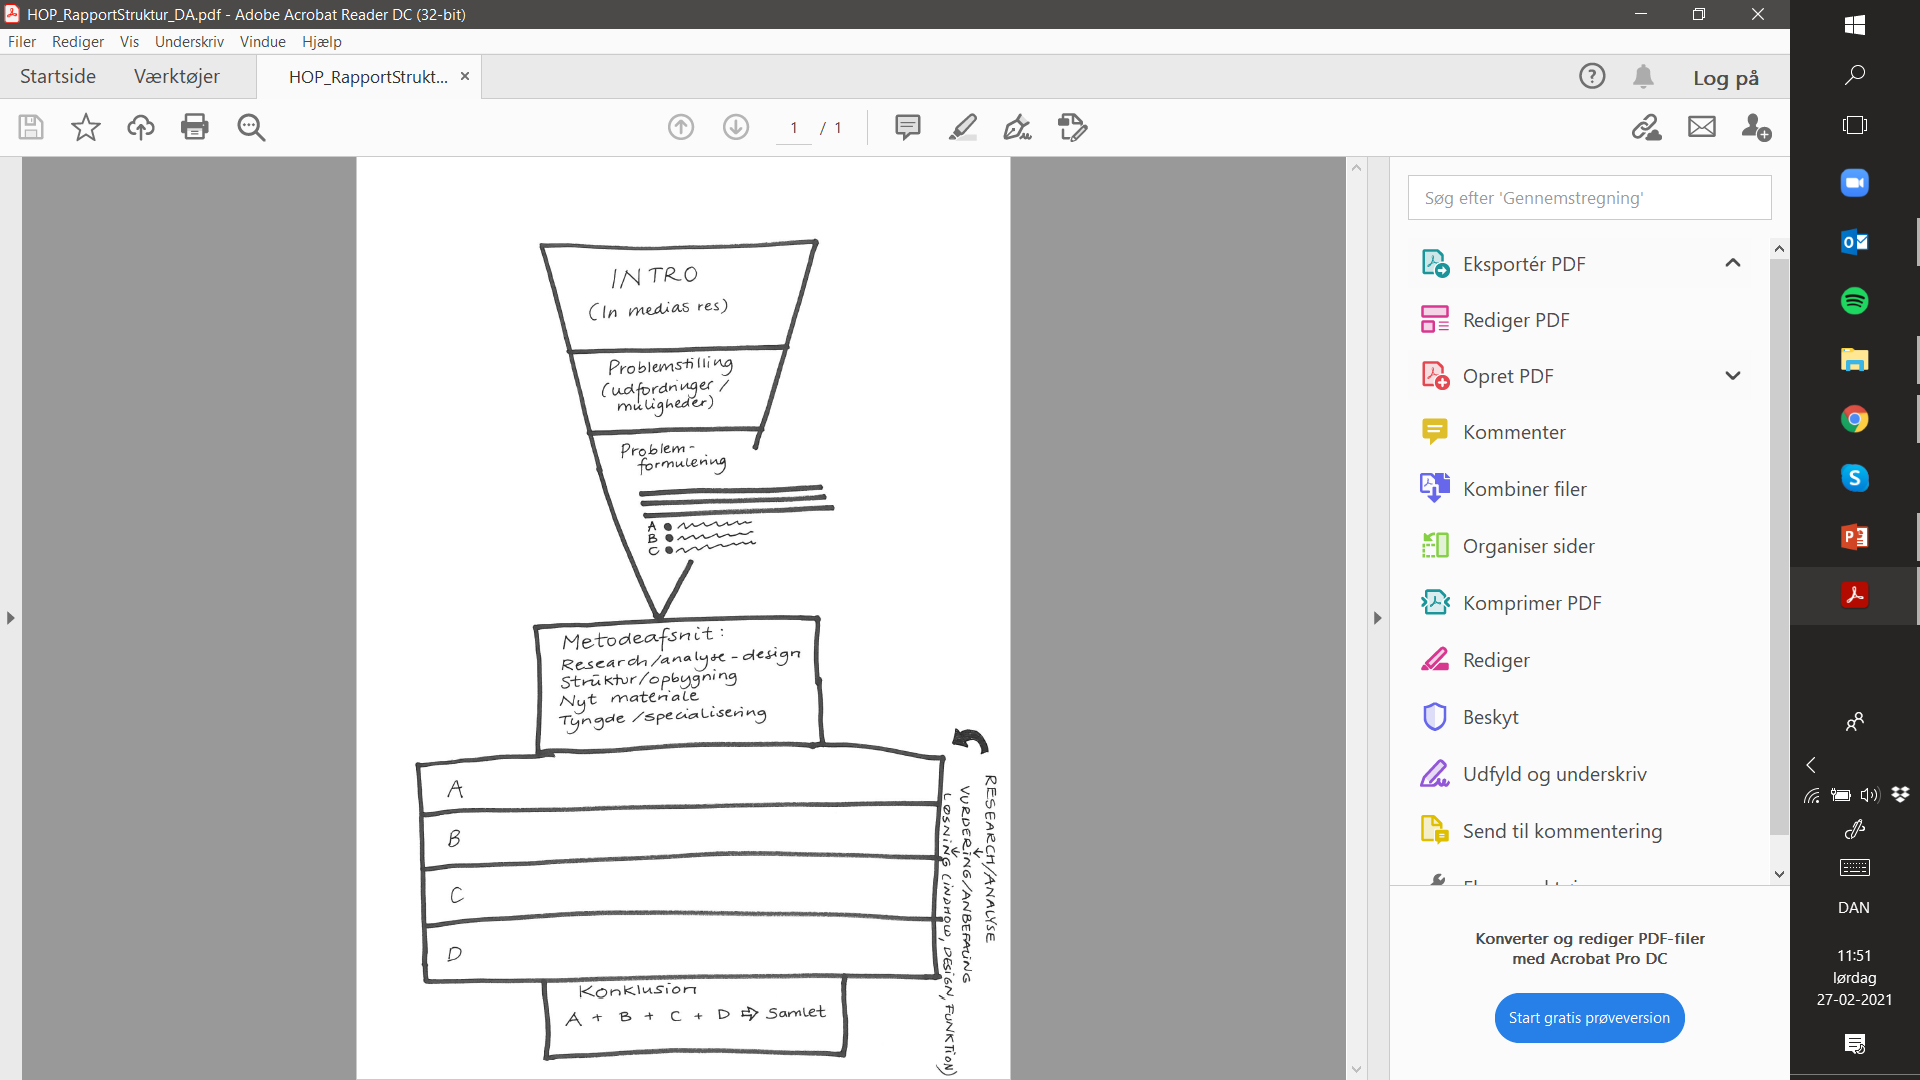 HOP_RapportStruktur_DA.pdf - Adobe Acrobat Reader DC (32-bit)
Filer Rediger Vis Underskriv Vindue Hjælp
Startside Værktøjer HOP_RapportStrukt... Log på
1 / 1
INTRO
(In medias res)
Problemstilling
(udfordringer /
muligheder)
Problem-
formulering
A
B
C
Metodeafsnit:
Research/analyse-design
Struktur/opbygning
Nyt materiale
Tyngde/specialisering
A
B
C
D
RESEARCH/ANALYSE
VURDERING/ANBEFALING
LØSNING (INDHOLD, DESIGN, FUNKTION)
Konklusion
A + B + C + D ⇒ Samlet
Søg efter 'Gennemstregning'
Eksportér PDF
Rediger PDF
Opret PDF
Kommenter
Kombiner filer
Organiser sider
Komprimer PDF
Rediger
Beskyt
Udfyld og underskriv
Send til kommentering
Konverter og rediger PDF-filer
med Acrobat Pro DC
Start gratis prøveversion
DAN
11:51
lørdag
27-02-2021